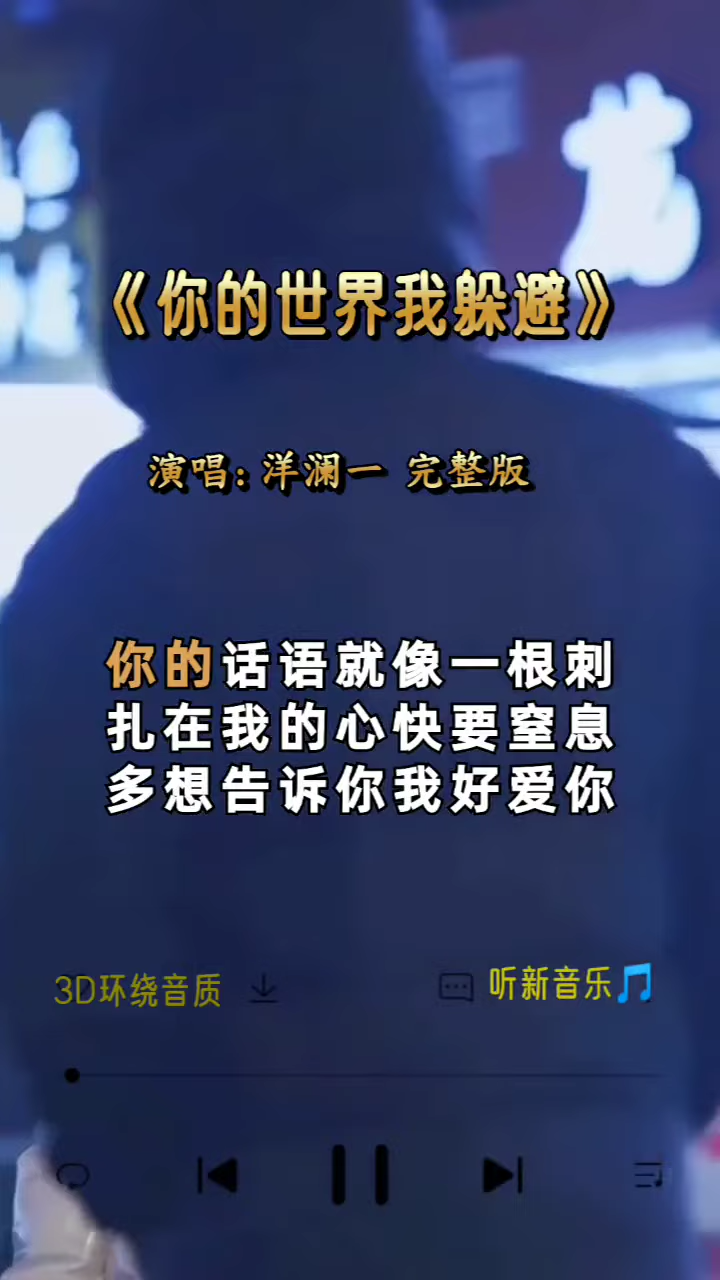 《你的世界我躲避》
演唱：洋澜一 完整版
你的话语就像一根刺
扎在我的心快要窒息
多想告诉你我好爱你
3D环绕音质
听新音乐🎵